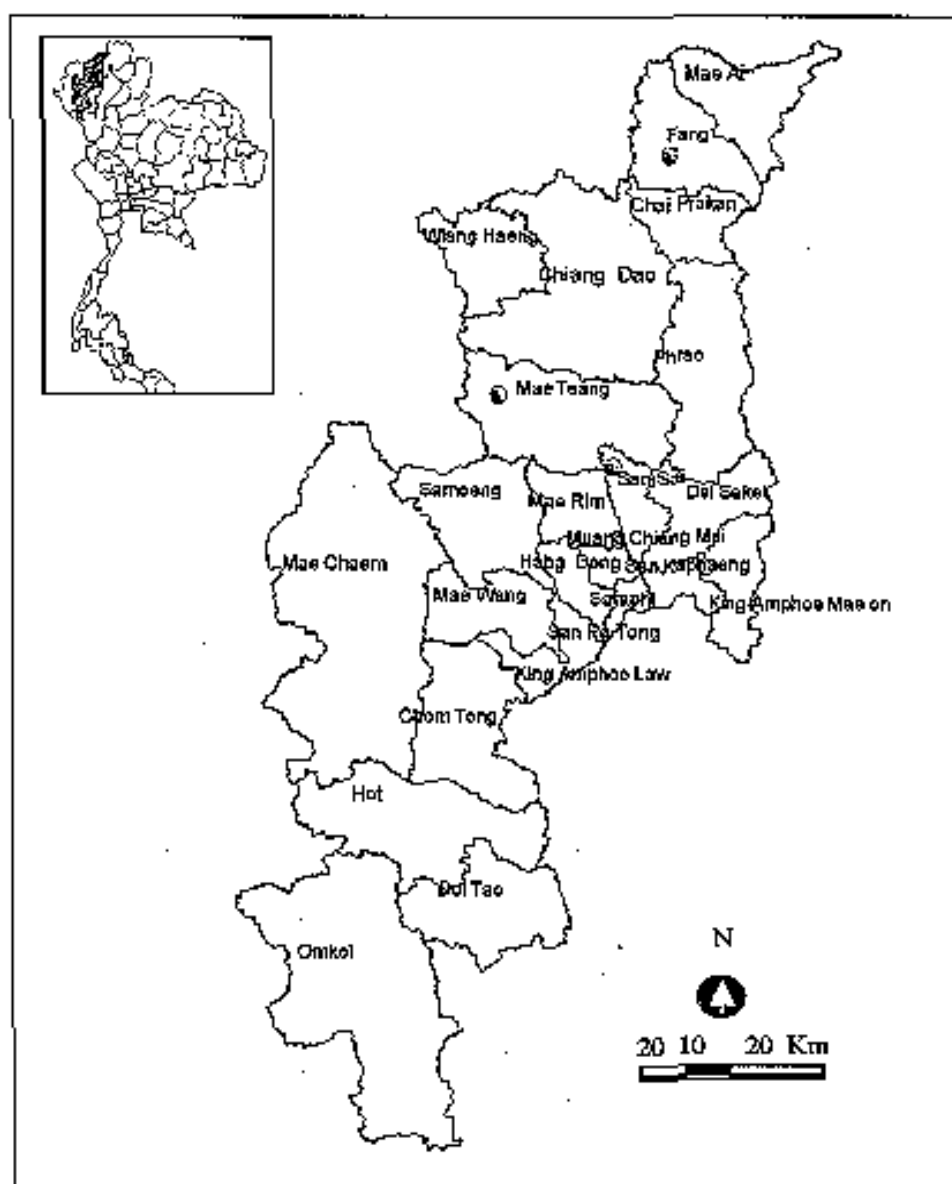 Mae Ai
Fang
Chai Prakan
Wiang Haeng
Chiang Dao
Phrao
Mae Taang
San Sai
Doi Saket
Samoeng
Mae Rim
Muang Chiang Mai
Mae Chaem
Hang Dong
San Kamphaeng
Mae Wang
Saraphi
King Amphoe Mae on
San Pa Tong
King Amphoe Law
Chom Tong
Hot
Doi Tao
Omkoi
N
20 10 20 Km